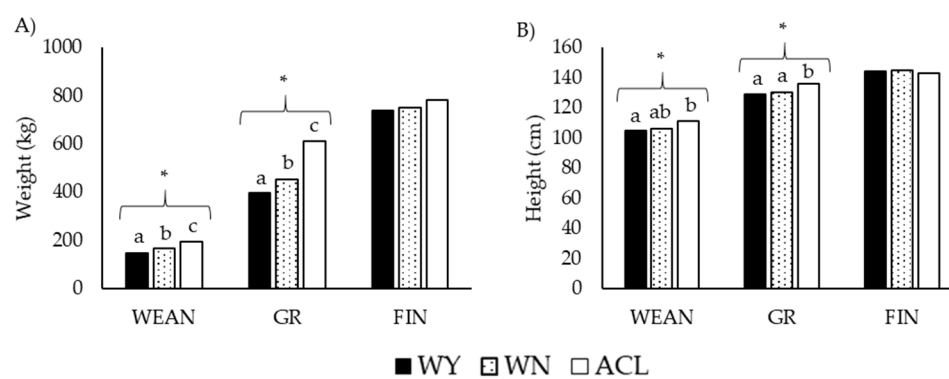 A)
Weight (kg)
1000
800
600
400
200
0
*
a b c
*
a b c
WEAN GR FIN
B)
Height (cm)
160
140
120
100
80
60
40
20
0
*
a ab b
*
a a b
WEAN GR FIN
WY WN ACL